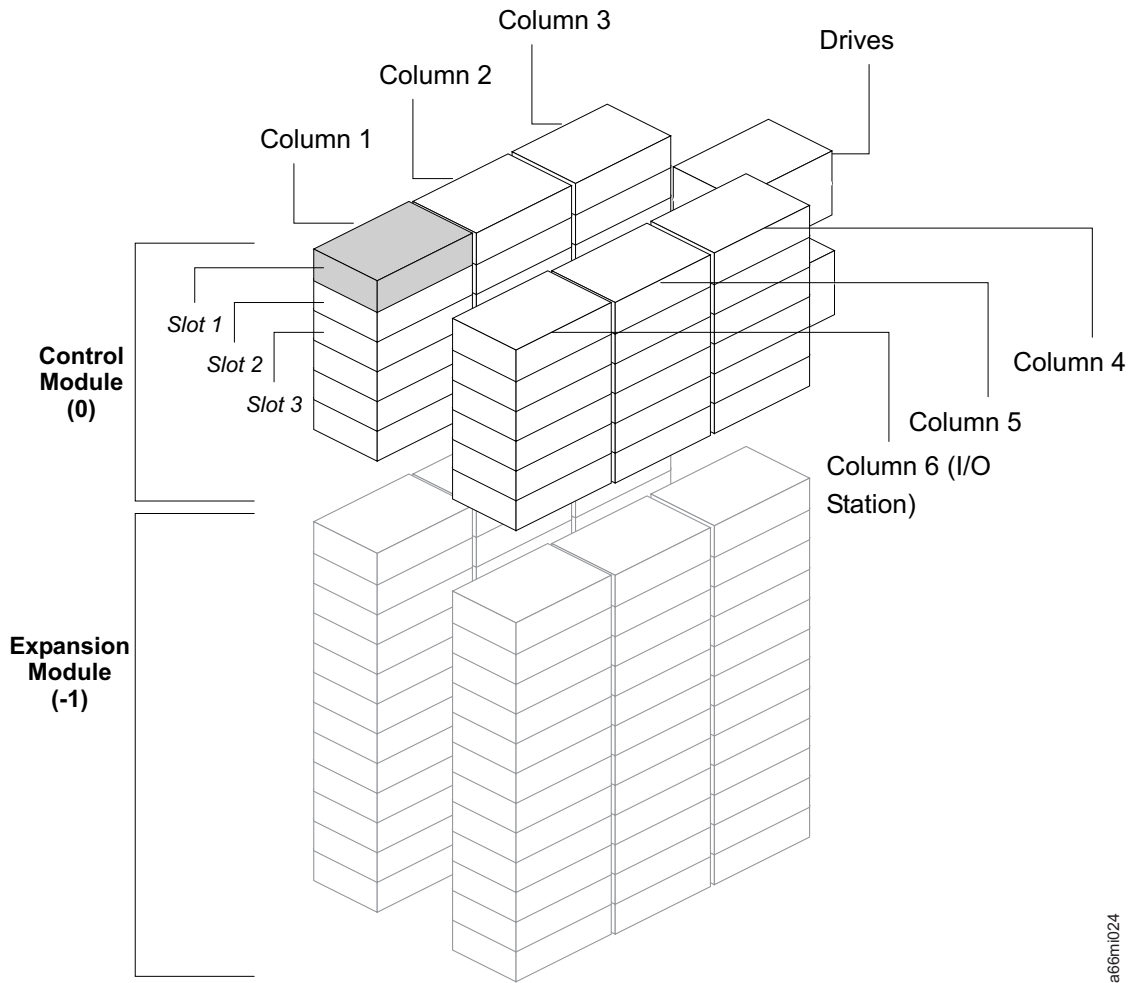 Column 3
Drives
Column 2
Column 1
Slot 1
Slot 2
Slot 3
Control
Module
(0)
Column 4
Column 5
Column 6 (I/O
Station)
Expansion
Module
(-1)
a66mi024